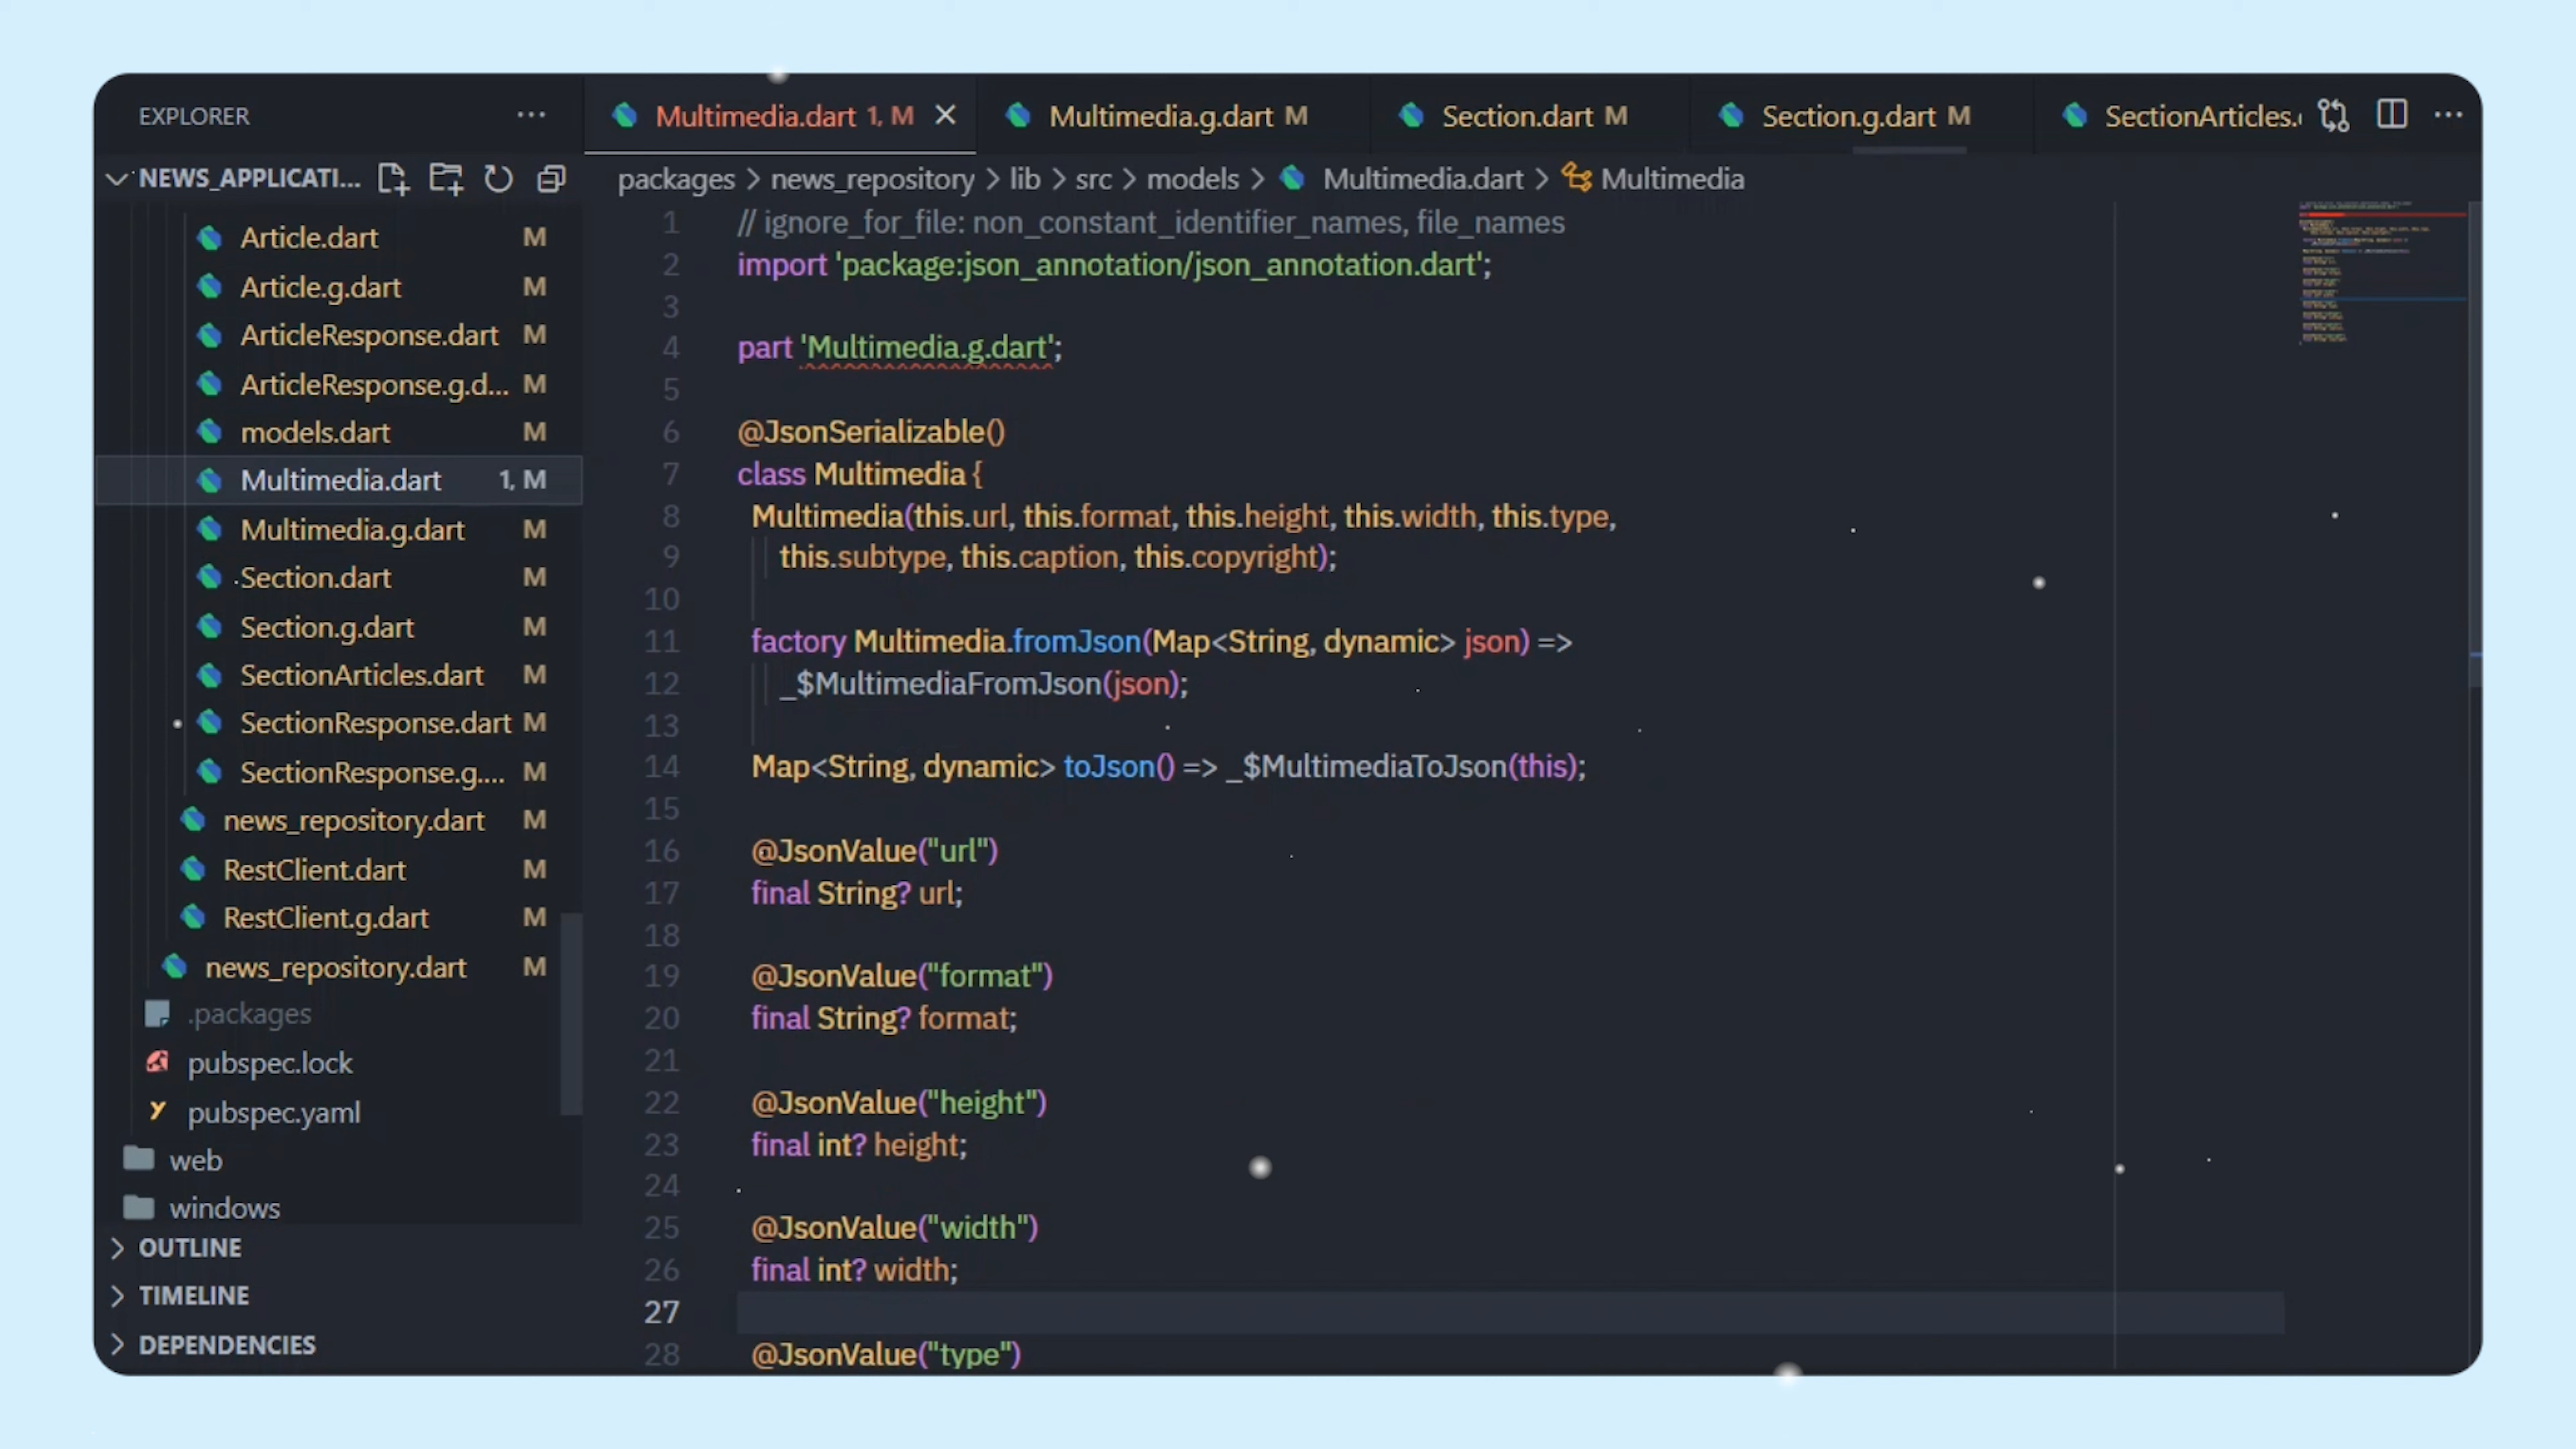 EXPLORER
NEWS_APPLICATI...
Article.dart M
Article.g.dart M
ArticleResponse.dart M
ArticleResponse.g.d... M
models.dart M
Multimedia.dart 1, M
Multimedia.g.dart M
Section.dart M
Section.g.dart M
SectionArticles.dart M
SectionResponse.dart M
SectionResponse.g.... M
news_repository.dart M
RestClient.dart M
RestClient.g.dart M
news_repository.dart M
.packages
pubspec.lock
pubspec.yaml
web
windows
OUTLINE
TIMELINE
DEPENDENCIES
Multimedia.dart 1, M
Multimedia.g.dart M
Section.dart M
Section.g.dart M
SectionArticles.
packages > news_repository > lib > src > models > Multimedia.dart > Multimedia
1 // ignore_for_file: non_constant_identifier_names, file_names
2 import 'package:json_annotation/json_annotation.dart';
3
4 part 'Multimedia.g.dart';
5
6 @JsonSerializable()
7 class Multimedia {
8 Multimedia(this.url, this.format, this.height, this.width, this.type,
9 this.subtype, this.caption, this.copyright);
10
11 factory Multimedia.fromJson(Map<String, dynamic> json) =>
12 _$MultimediaFromJson(json);
13
14 Map<String, dynamic> toJson() => _$MultimediaToJson(this);
15
16 @JsonValue("url")
17 final String? url;
18
19 @JsonValue("format")
20 final String? format;
21
22 @JsonValue("height")
23 final int? height;
24
25 @JsonValue("width")
26 final int? width;
27
28 @JsonValue("type")